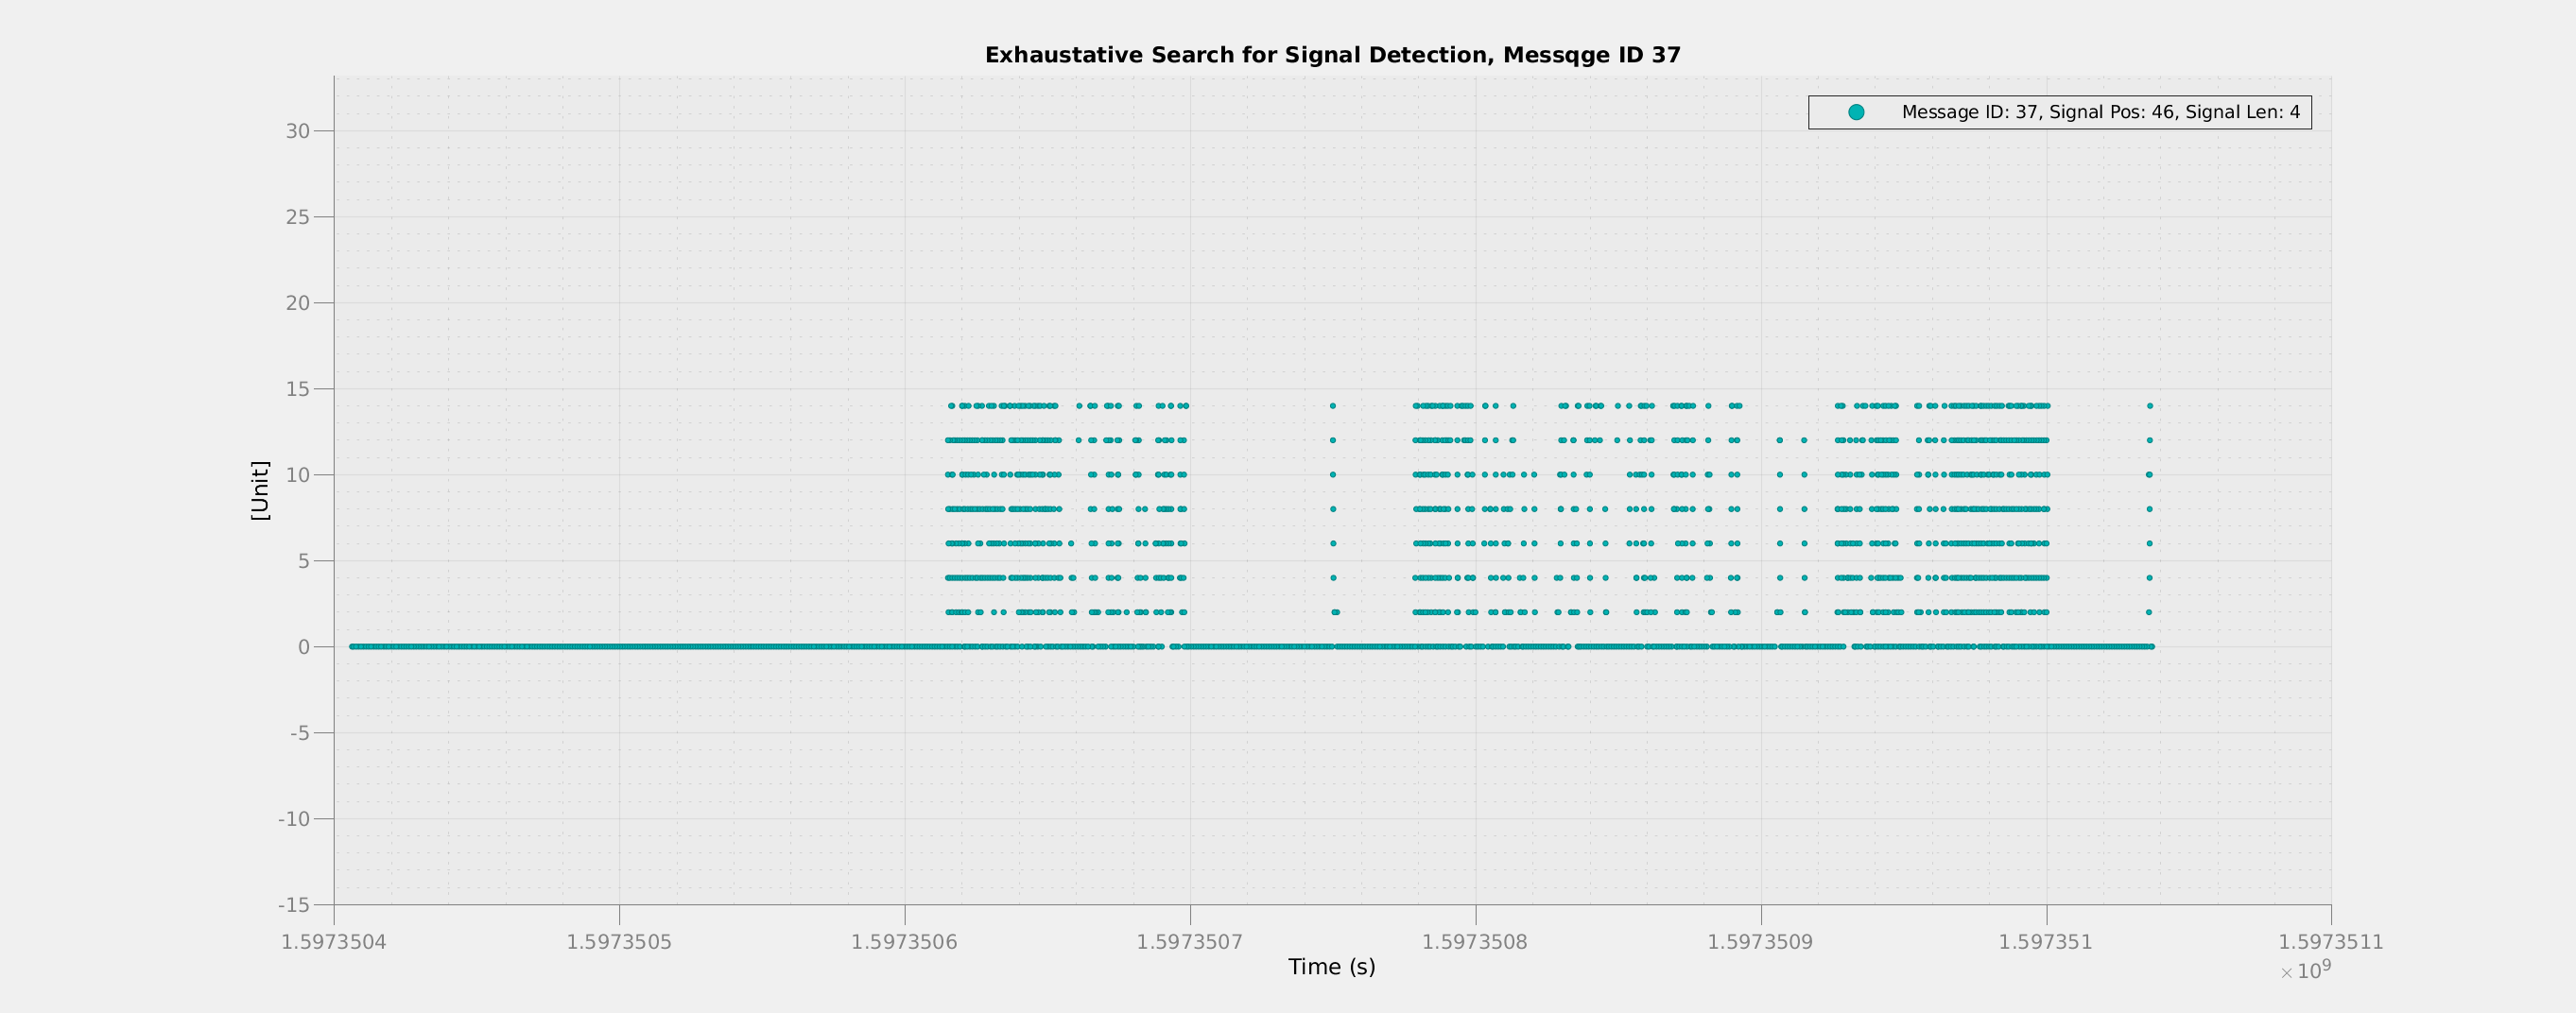 Exhaustative Search for Signal Detection, Messqge ID 37
Message ID: 37, Signal Pos: 46, Signal Len: 4
30
25
20
15
10
5
0
-5
-10
-15
[Unit]
1.5973504 1.5973505 1.5973506 1.5973507 1.5973508 1.5973509 1.597351 1.5973511
Time (s)
× 10⁹